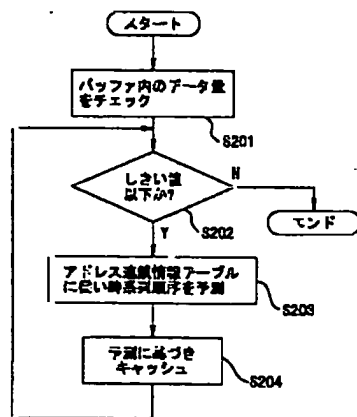 スタート
バッファ内のデータ量
をチェック
S201
しきい値
以下か?
N
S202
エンド
Y
アドレス連鎖情報テーブル
に従い時系列順序を予測
S203
予測に基づき
キャッシュ
S204